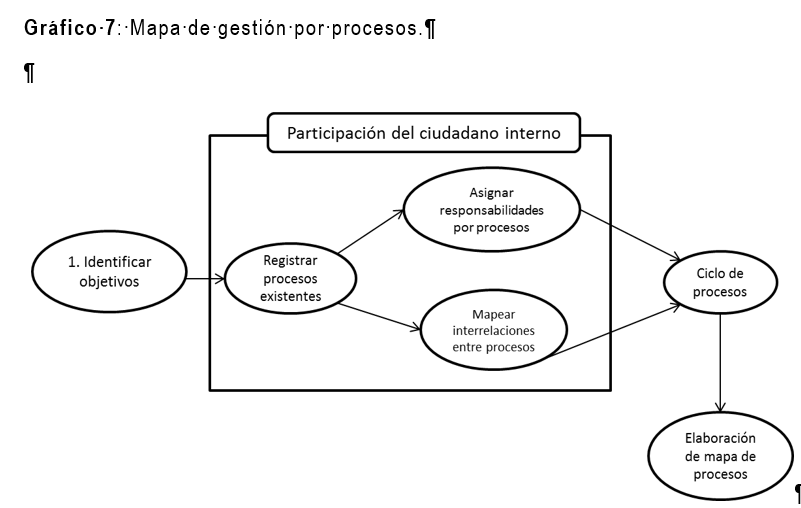 Gráfico·7:·Mapa·de·gestión·por·procesos.¶
¶
Participación del ciudadano interno
1. Identificar
objetivos
Registrar
procesos
existentes
Asignar
responsabilidades
por procesos
Mapear
interrelaciones
entre procesos
Ciclo de
procesos
Elaboración
de mapa de
procesos
¶